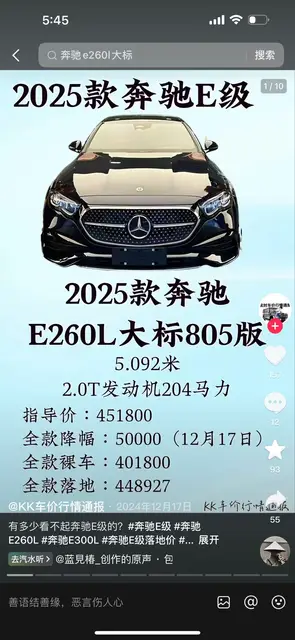 5:45
奔驰e260l大标
搜索
1/10
2025款奔驰E级
2025款奔驰
E260L大标805版
5.092米
2.0T发动机204马力
指导价：451800
全款降幅：50000（12月17日）
全款裸车：401800
全款落地：448927
12
93
55
@KK车价行情通报 · 2024年12月17日
KK车价行情通报
有多少看不起奔驰E级的？#奔驰E级 #奔驰
E260L #奔驰E300L #奔驰E级落地价 #... 展开
去汽水听 > @蓝見椿_创作的原声 · 包
善语结善缘，恶言伤人心